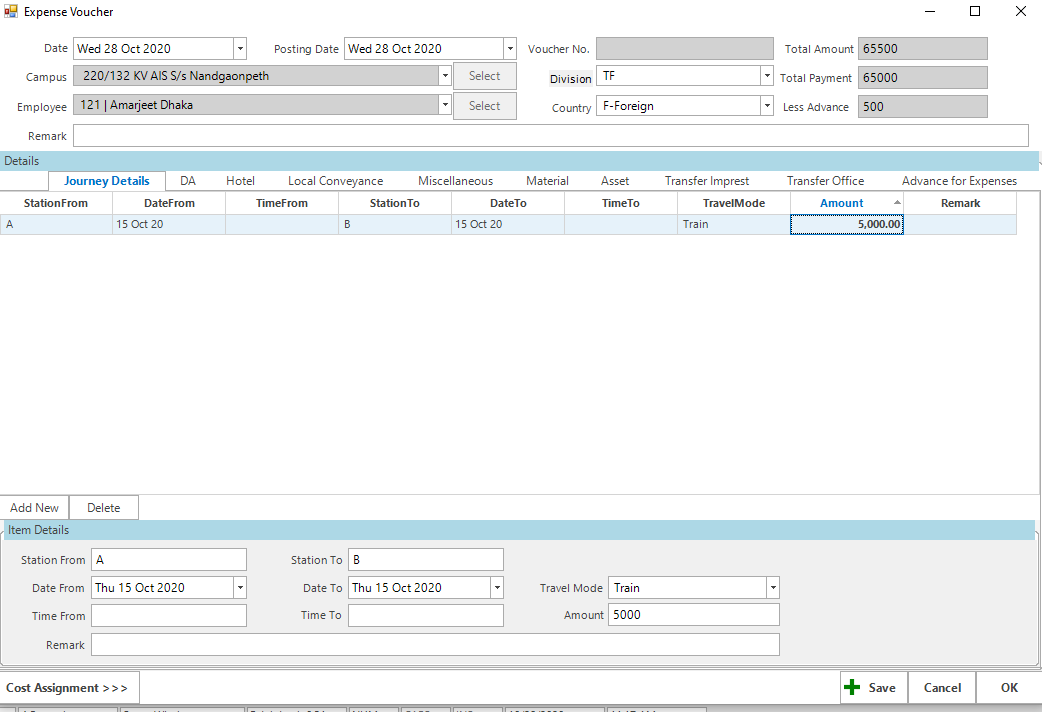 Expense Voucher
Date Wed 28 Oct 2020 Posting Date Wed 28 Oct 2020 Voucher No. Total Amount 65500
Campus 220/132 KV AIS S/s Nandgaonpeth Select Division TF Total Payment 65000
Employee 121 | Amarjeet Dhaka Select Country F-Foreign Less Advance 500
Remark
Details
Journey Details DA Hotel Local Conveyance Miscellaneous Material Asset Transfer Imprest Transfer Office Advance for Expenses
StationFrom DateFrom TimeFrom StationTo DateTo TimeTo TravelMode Amount Remark
A 15 Oct 20 B 15 Oct 20 Train 5,000.00
Add New Delete
Item Details
Station From A Station To B
Date From Thu 15 Oct 2020 Date To Thu 15 Oct 2020 Travel Mode Train
Time From Time To Amount 5000
Remark
Cost Assignment >>> Save Cancel OK